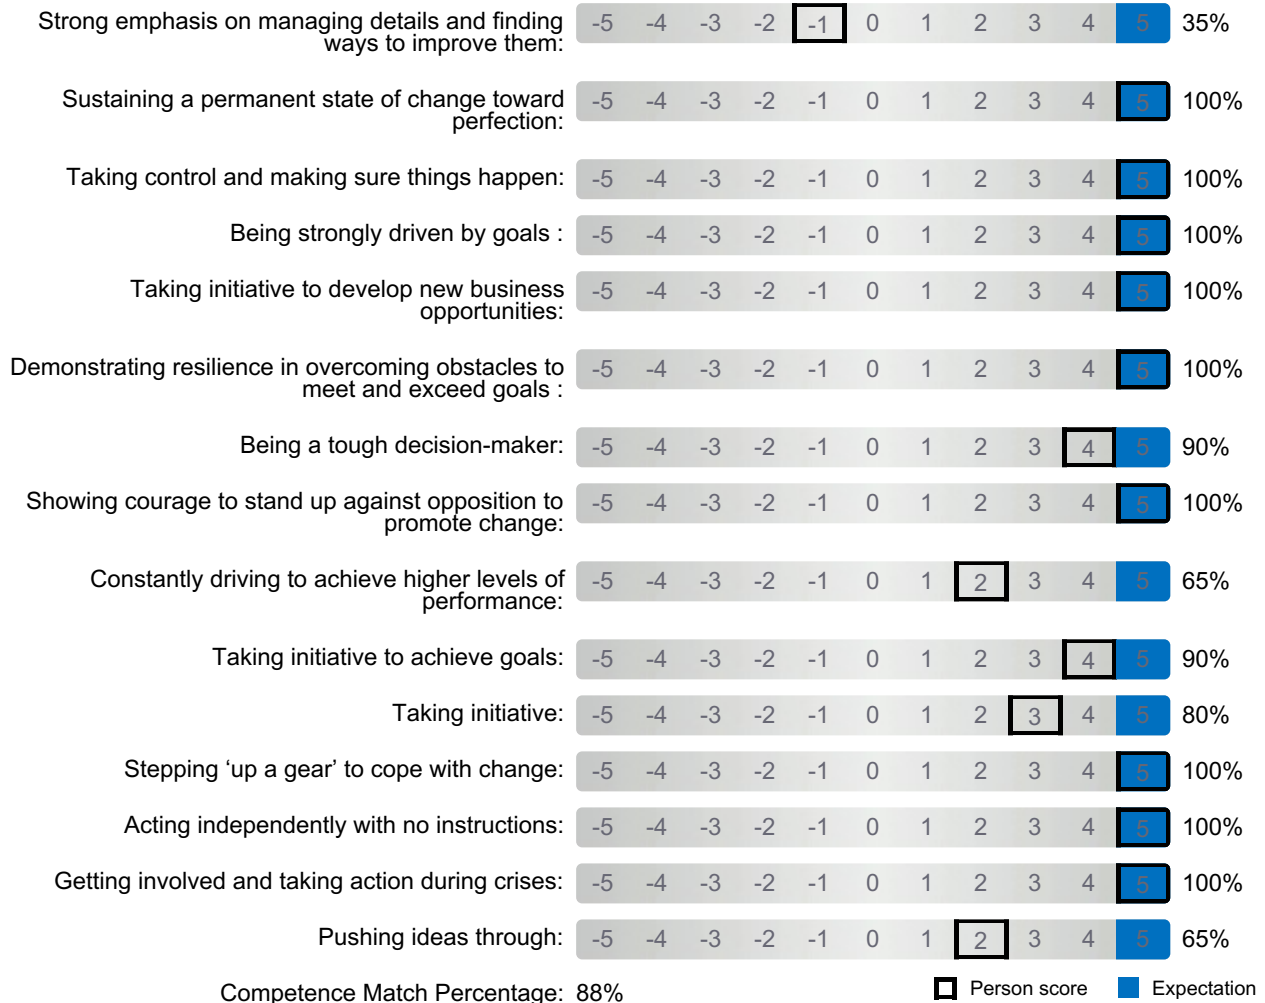 Strong emphasis on managing details and finding
ways to improve them: -5 -4 -3 -2 -1 0 1 2 3 4 5 35%
Sustaining a permanent state of change toward
perfection: -5 -4 -3 -2 -1 0 1 2 3 4 5 100%
Taking control and making sure things happen: -5 -4 -3 -2 -1 0 1 2 3 4 5 100%
Being strongly driven by goals : -5 -4 -3 -2 -1 0 1 2 3 4 5 100%
Taking initiative to develop new business
opportunities: -5 -4 -3 -2 -1 0 1 2 3 4 5 100%
Demonstrating resilience in overcoming obstacles to
meet and exceed goals : -5 -4 -3 -2 -1 0 1 2 3 4 5 100%
Being a tough decision-maker: -5 -4 -3 -2 -1 0 1 2 3 4 5 90%
Showing courage to stand up against opposition to
promote change: -5 -4 -3 -2 -1 0 1 2 3 4 5 100%
Constantly driving to achieve higher levels of
performance: -5 -4 -3 -2 -1 0 1 2 3 4 5 65%
Taking initiative to achieve goals: -5 -4 -3 -2 -1 0 1 2 3 4 5 90%
Taking initiative: -5 -4 -3 -2 -1 0 1 2 3 4 5 80%
Stepping ‘up a gear’ to cope with change: -5 -4 -3 -2 -1 0 1 2 3 4 5 100%
Acting independently with no instructions: -5 -4 -3 -2 -1 0 1 2 3 4 5 100%
Getting involved and taking action during crises: -5 -4 -3 -2 -1 0 1 2 3 4 5 100%
Pushing ideas through: -5 -4 -3 -2 -1 0 1 2 3 4 5 65%
Competence Match Percentage: 88% Person score Expectation